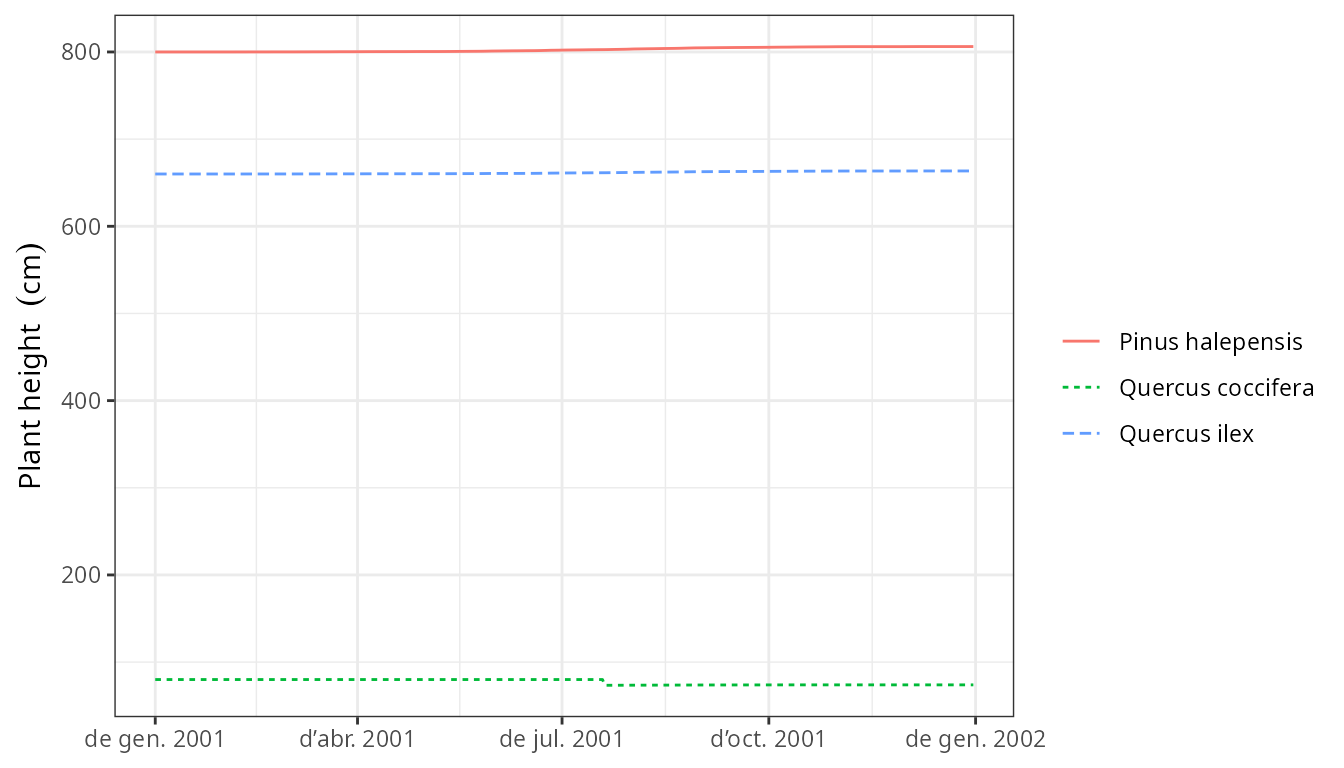 Plant height (cm)
800
600
400
200
de gen. 2001
d’abr. 2001
de jul. 2001
d’oct. 2001
de gen. 2002
Pinus halepensis
Quercus coccifera
Quercus ilex